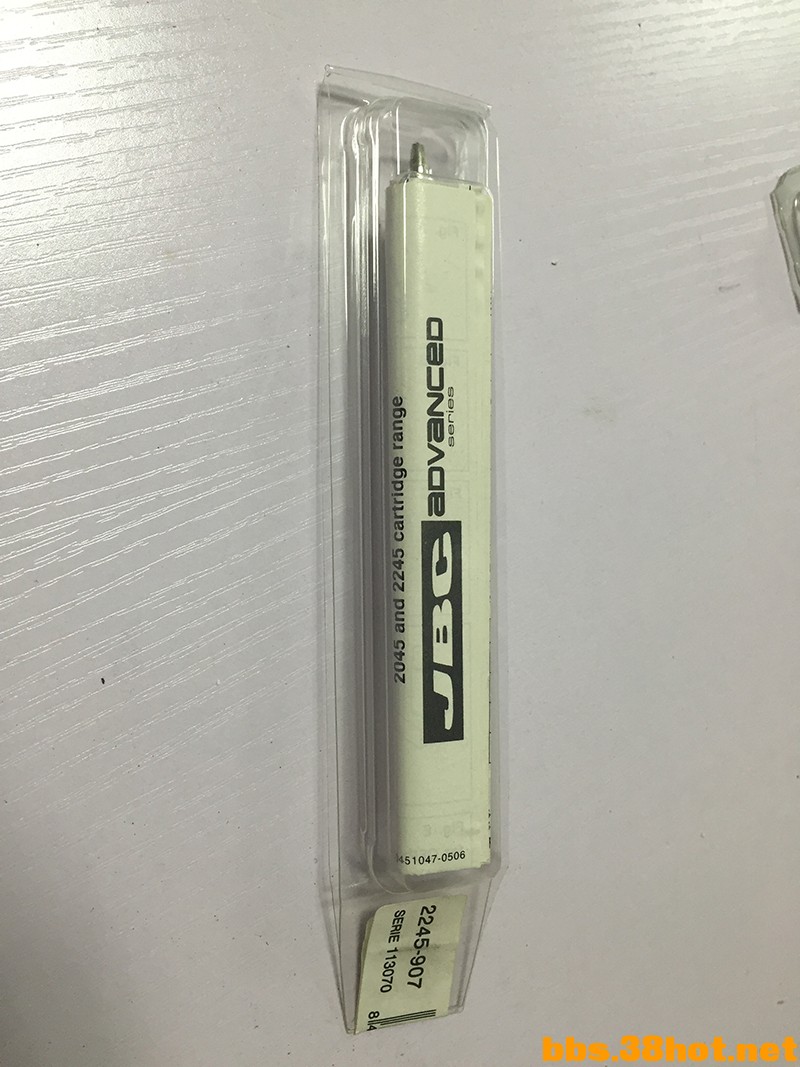 2045 and 2245 cartridge range
JBC advanced
series
451047-0506
2245-907
SERIE 113070
bbs.38hot.net